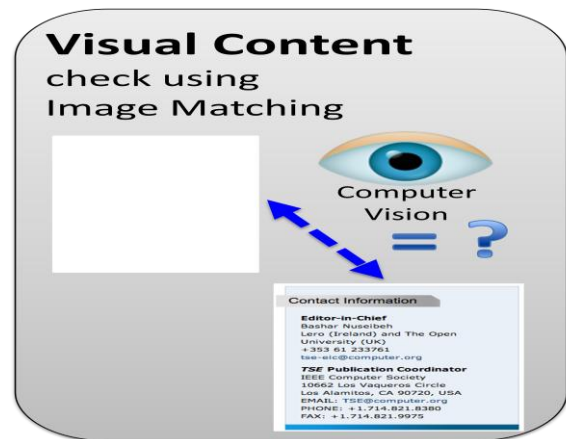 Visual Content
check using
Image Matching
Computer
Vision
= ?
Contact Information
Editor-in-Chief
Bashar Nuseibeh
Lero (Ireland) and The Open
University (UK)
+353 61 233761
tse-eic@computer.org
TSE Publication Coordinator
IEEE Computer Society
10662 Los Vaqueros Circle
Los Alamitos, CA 90720, USA
EMAIL: TSE@computer.org
PHONE: +1.714.821.8380
FAX: +1.714.821.9975